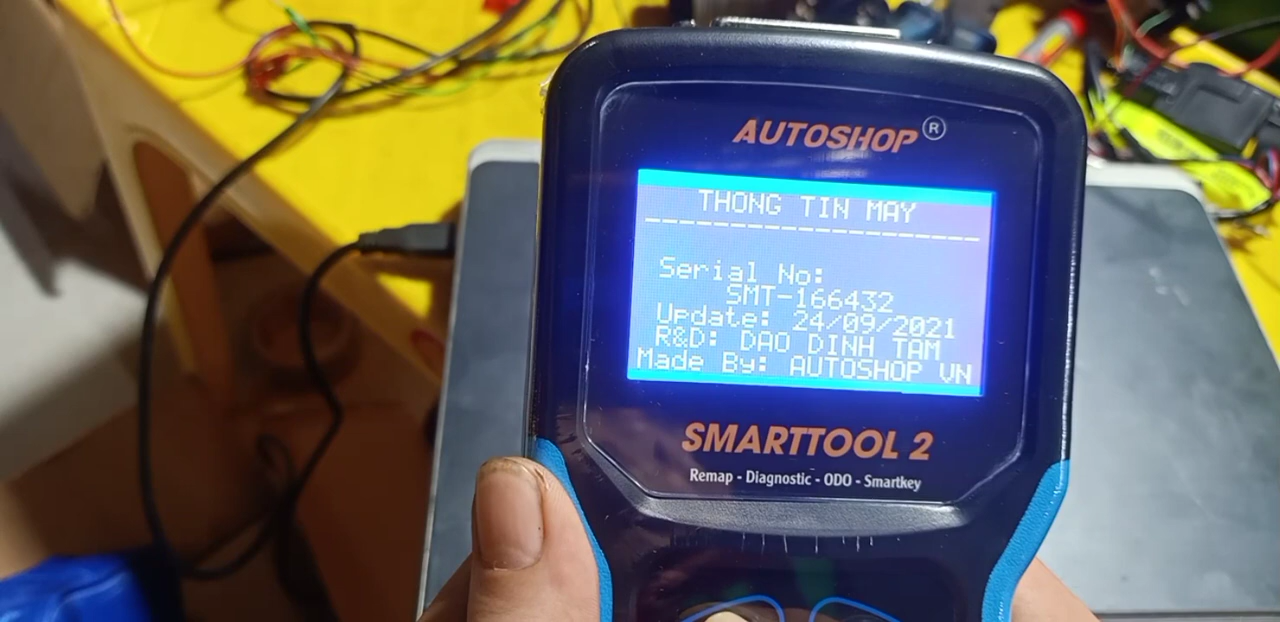 AUTOSHOP ®
THONG TIN MAY
--------------------------
Serial No:
SMT-166432
Update: 24/09/2021
R&D: DAO DINH TAM
Made By: AUTOSHOP VN
SMARTTOOL 2
Remap - Diagnostic - ODO - Smartkey